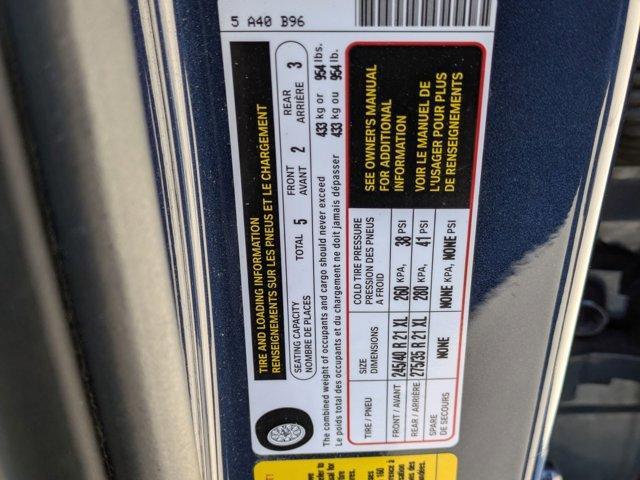 5 A40 B96
TIRE AND LOADING INFORMATION
RENSEIGNEMENTS SUR LES PNEUS ET LE CHARGEMENT
SEATING CAPACITY
NOMBRE DE PLACES
TOTAL 5
FRONT
AVANT 2
REAR
ARRIÈRE 3
The combined weight of occupants and cargo should never exceed 433 kg or 954 lbs.
Le poids total des occupants et du chargement ne doit jamais dépasser 433 kg ou 954 lb.
TIRE / PNEU
SIZE
DIMENSIONS
COLD TIRE PRESSURE
PRESSION DES PNEUS
A FROID
FRONT / AVANT 245/40 R 21 XL 260 KPA, 38 PSI
REAR / ARRIÈRE 275/35 R 21 XL 280 KPA, 41 PSI
SPARE
DE SECOURS
NONE NONE KPA, NONE PSI
SEE OWNER'S MANUAL
FOR ADDITIONAL
INFORMATION
VOIR LE MANUEL DE
L'USAGER POUR PLUS
DE RENSEIGNEMENTS